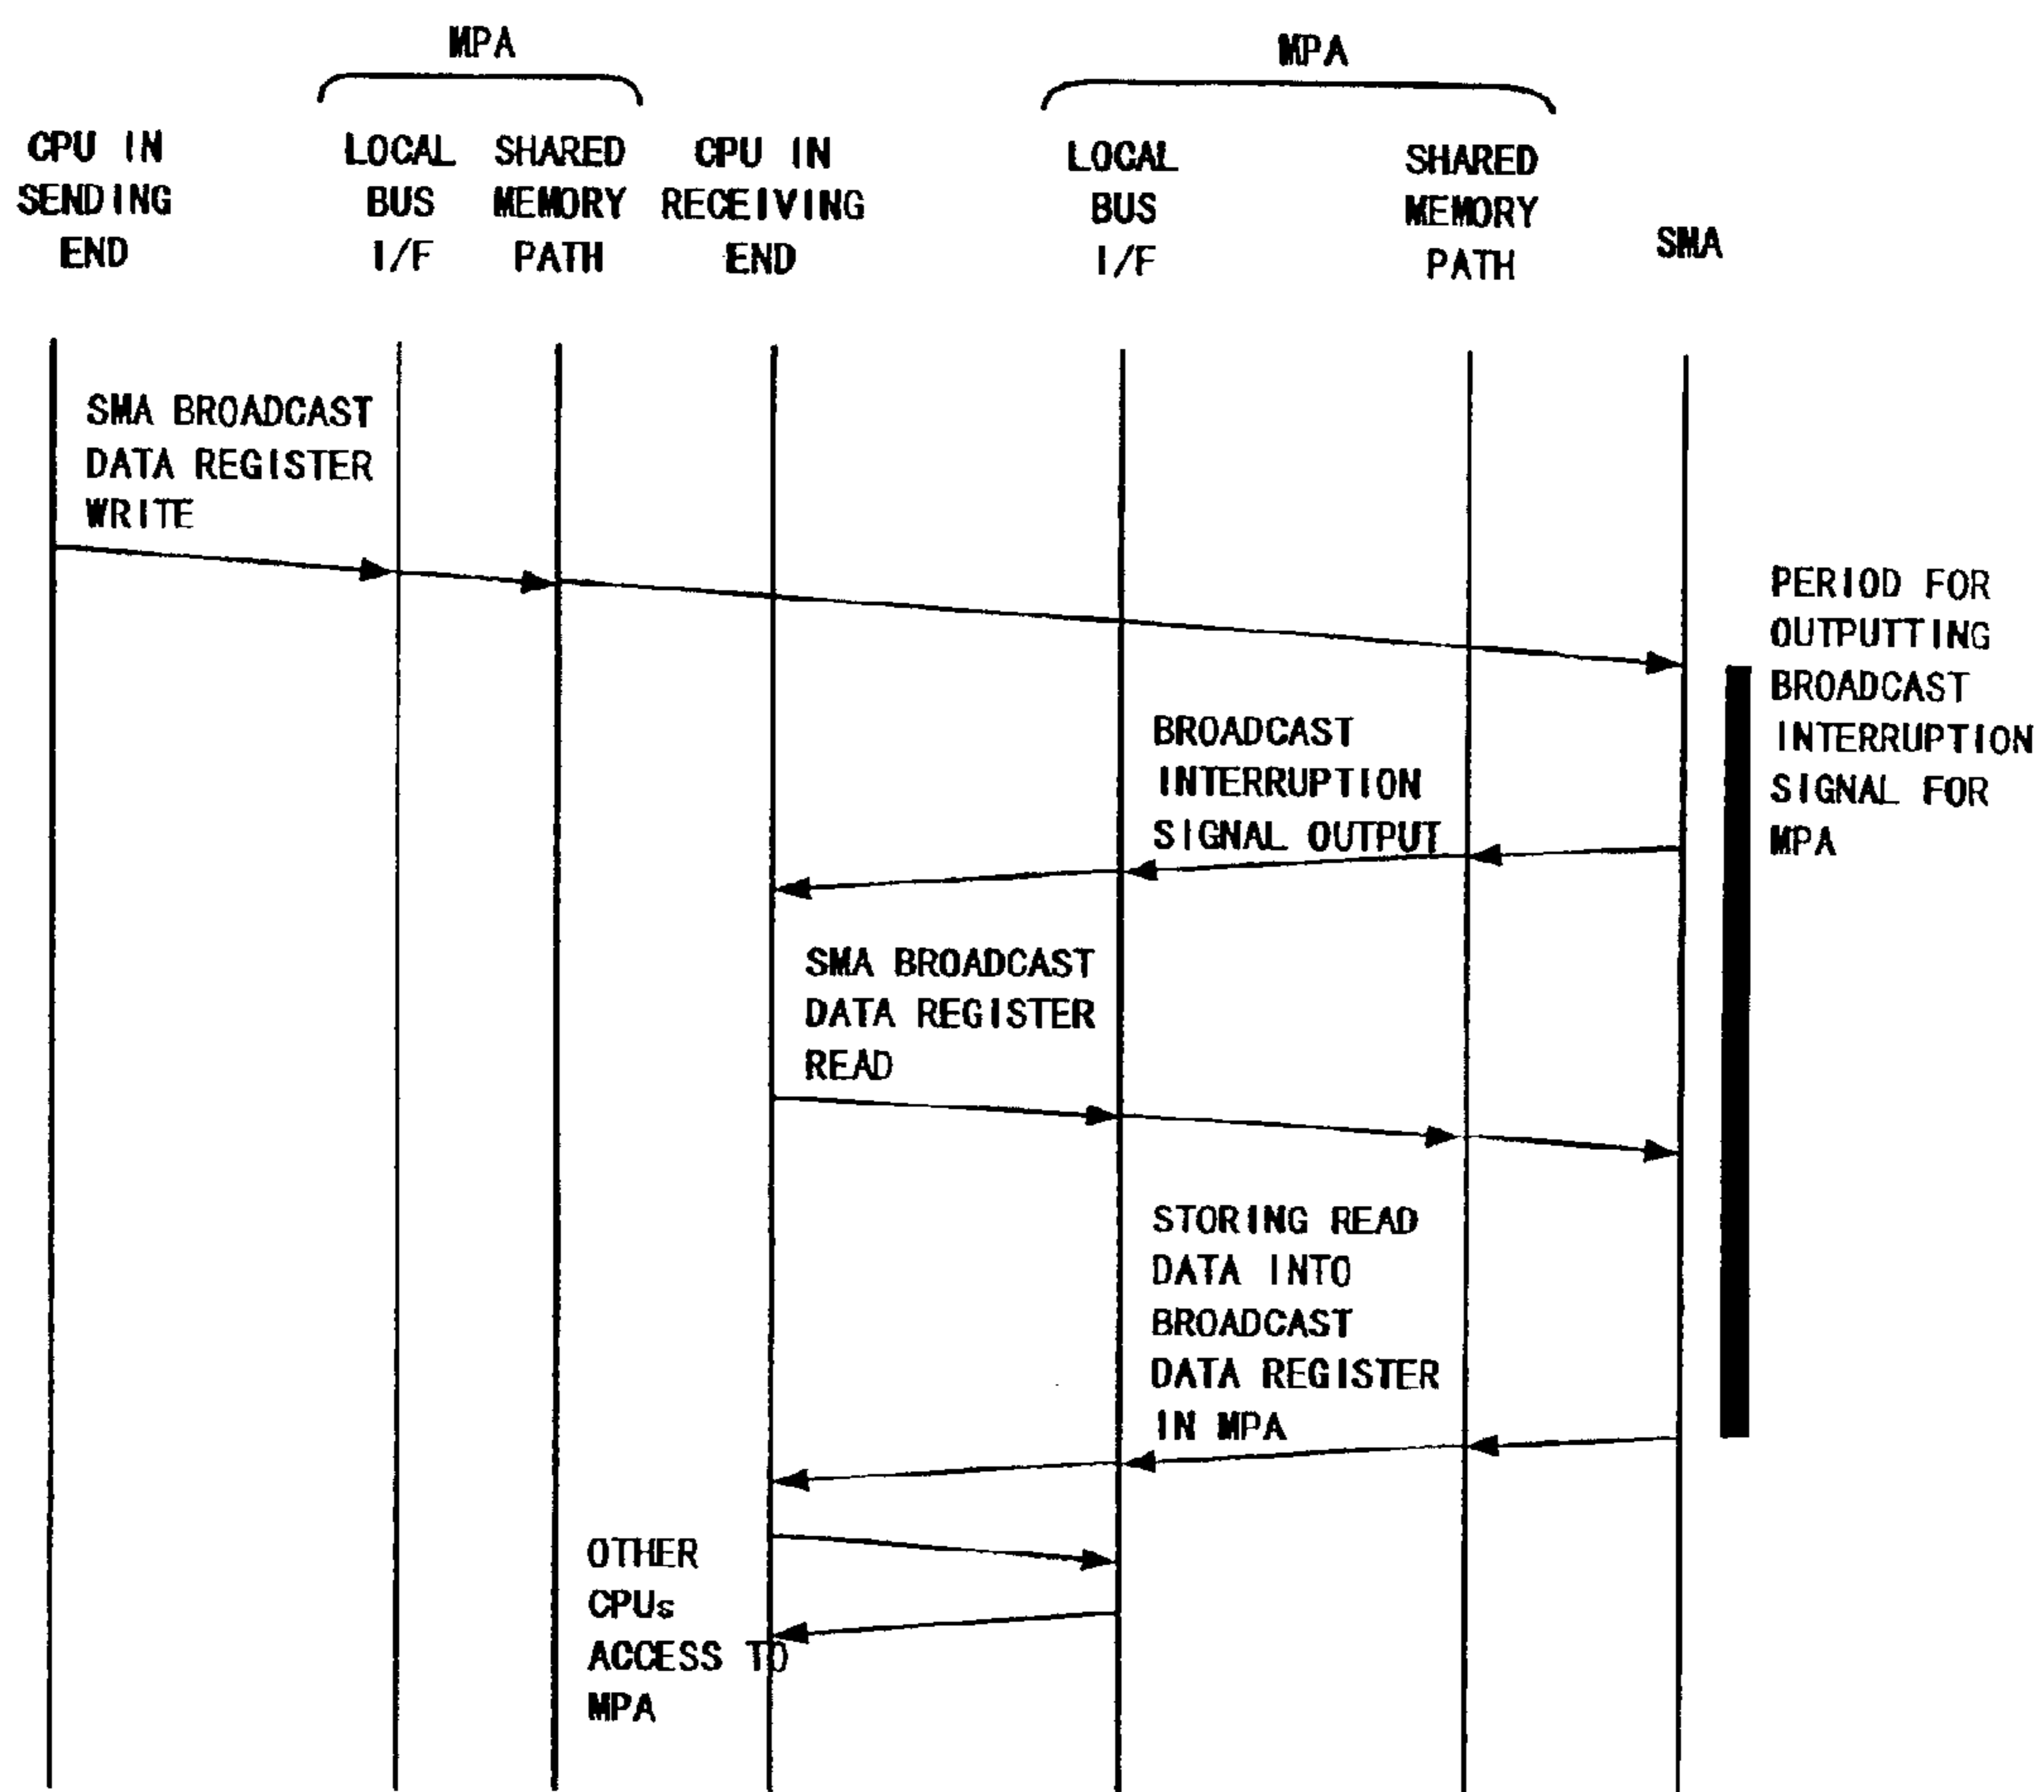 MPA
MPA
CPU IN
SENDING
END
LOCAL
BUS
I/F
SHARED
MEMORY
PATH
CPU IN
RECEIVING
END
LOCAL
BUS
I/F
SHARED
MEMORY
PATH
SMA
SMA BROADCAST
DATA REGISTER
WRITE
PERIOD FOR
OUTPUTTING
BROADCAST
INTERRUPTION
SIGNAL FOR
MPA
BROADCAST
INTERRUPTION
SIGNAL OUTPUT
SMA BROADCAST
DATA REGISTER
READ
STORING READ
DATA INTO
BROADCAST
DATA REGISTER
IN MPA
OTHER
CPUs
ACCESS TO
MPA